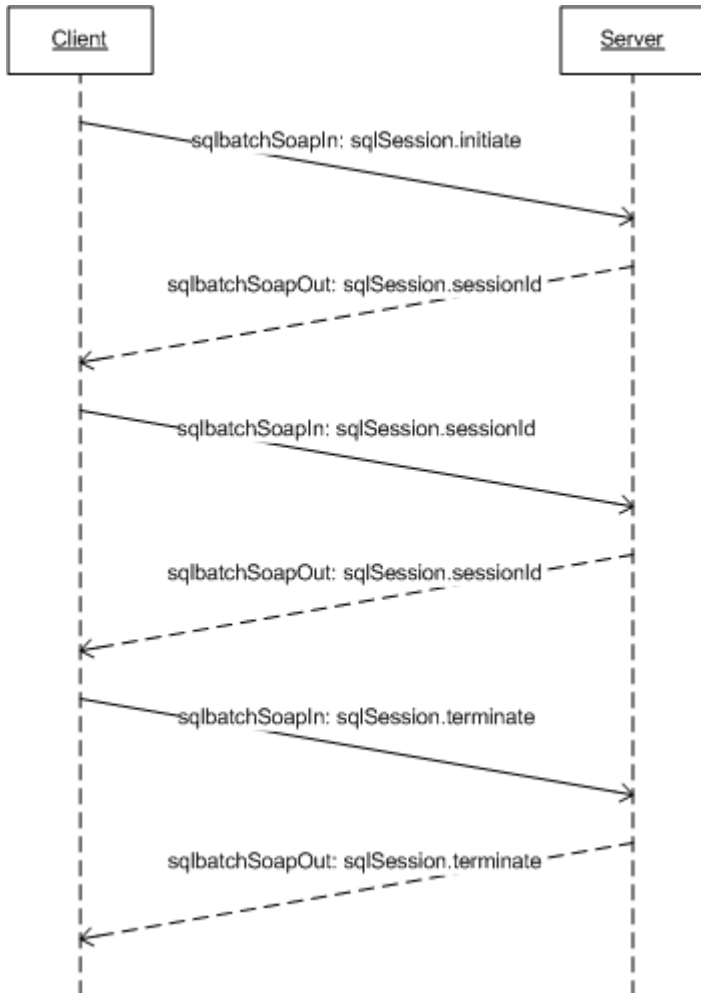 Client
Server
sqlbatchSoapIn: sqlSession.initiate
sqlbatchSoapOut: sqlSession.sessionId
sqlbatchSoapIn: sqlSession.sessionId
sqlbatchSoapOut: sqlSession.sessionId
sqlbatchSoapIn: sqlSession.terminate
sqlbatchSoapOut: sqlSession.terminate